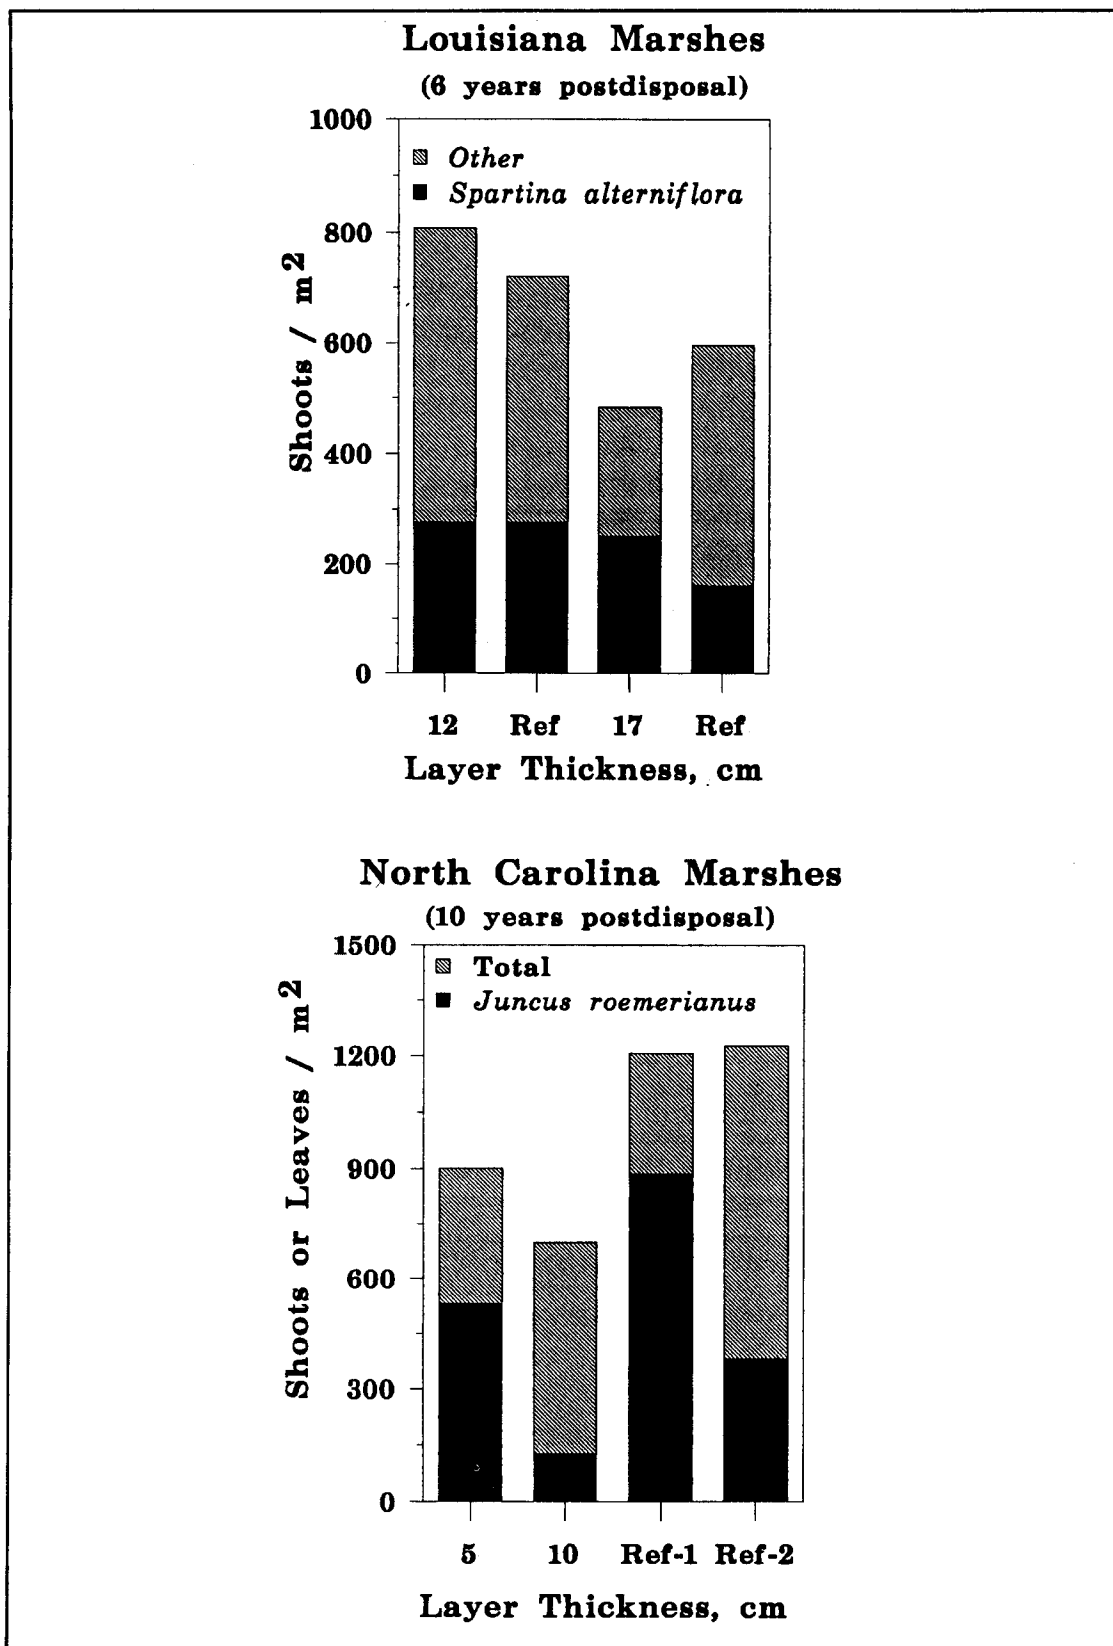 Louisiana Marshes
(6 years postdisposal)
1000
Other
Spartina alterniflora
800
600
400
200
0
Shoots / m2
12 Ref 17 Ref
Layer Thickness, cm
North Carolina Marshes
(10 years postdisposal)
1500
Total
Juncus roemerianus
1200
900
600
300
0
Shoots or Leaves / m2
5 10 Ref-1 Ref-2
Layer Thickness, cm